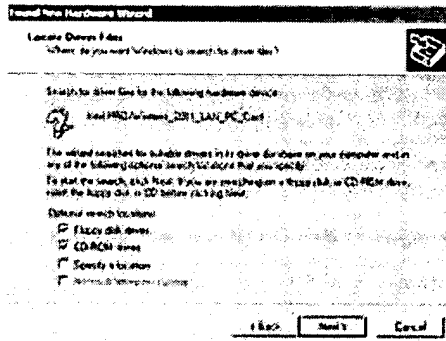 Found New Hardware Wizard
Locate Driver Files
Where do you want Windows to search for driver files?
Search for driver files for the following hardware device:
The wizard searches for suitable drivers in its driver database on your computer and in
any of the following optional search locations that you specify.
To start the search, click Next. If you are searching on a floppy disk or CD-ROM drive,
insert the floppy disk or CD before clicking Next.
Optional search locations:
Floppy disk drives
CD-ROM drives
Specify a location
< Back
Next >
Cancel